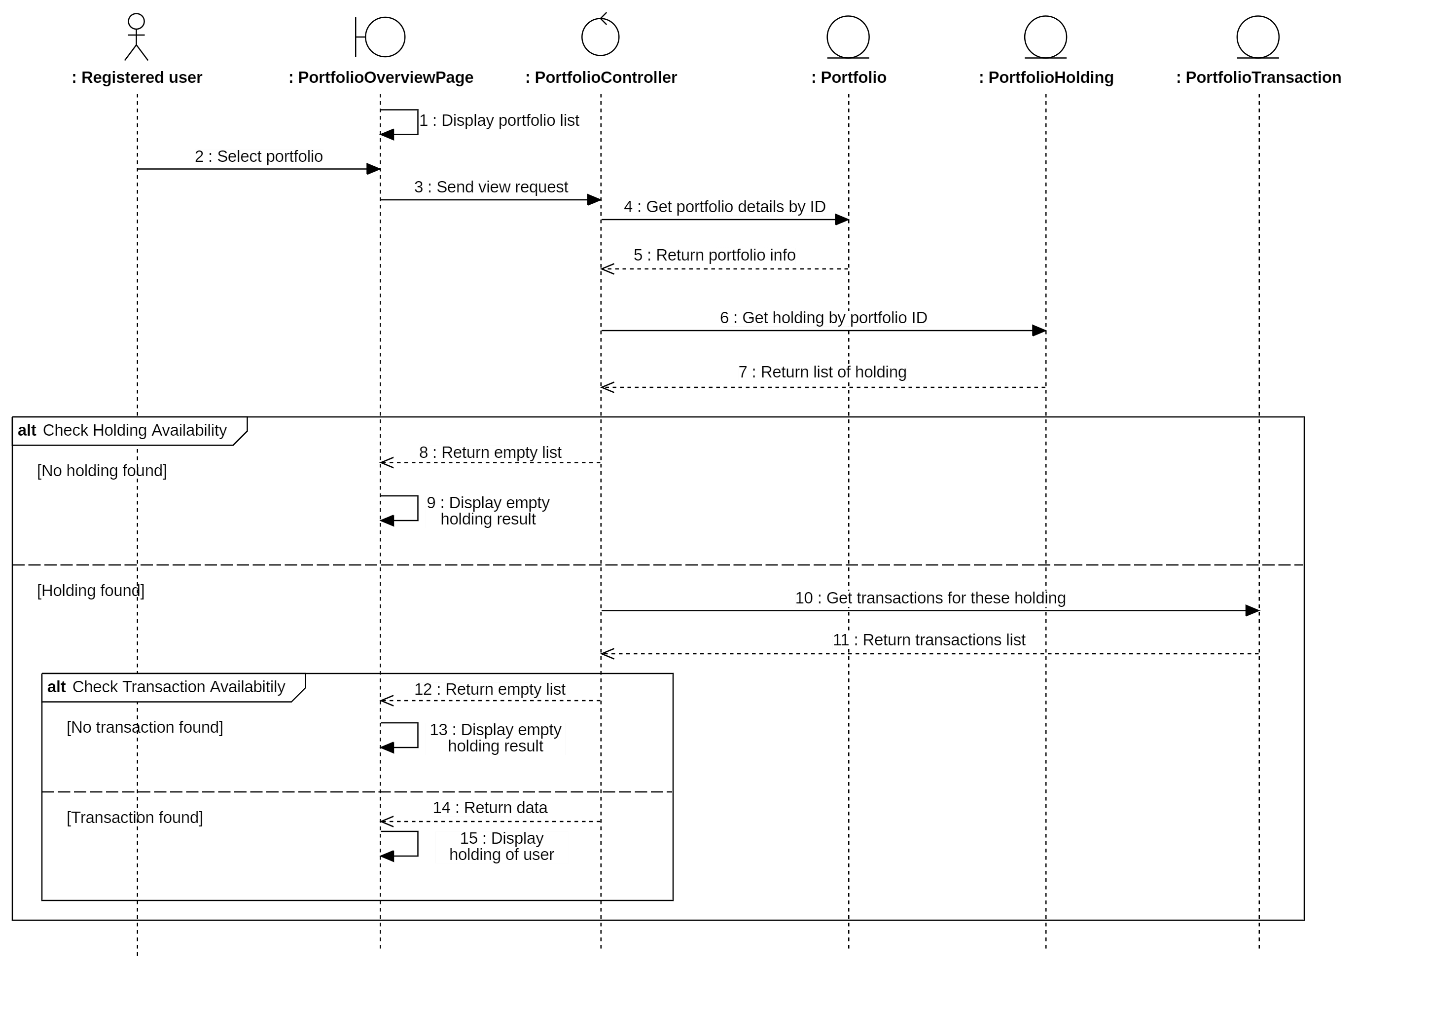 : Registered user
: PortfolioOverviewPage
: PortfolioController
: Portfolio
: PortfolioHolding
: PortfolioTransaction
1 : Display portfolio list
2 : Select portfolio
3 : Send view request
4 : Get portfolio details by ID
5 : Return portfolio info
6 : Get holding by portfolio ID
7 : Return list of holding
alt Check Holding Availability
8 : Return empty list
[No holding found]
9 : Display empty
holding result
[Holding found]
10 : Get transactions for these holding
11 : Return transactions list
alt Check Transaction Availabitily
12 : Return empty list
[No transaction found]
13 : Display empty
holding result
14 : Return data
[Transaction found]
15 : Display
holding of user